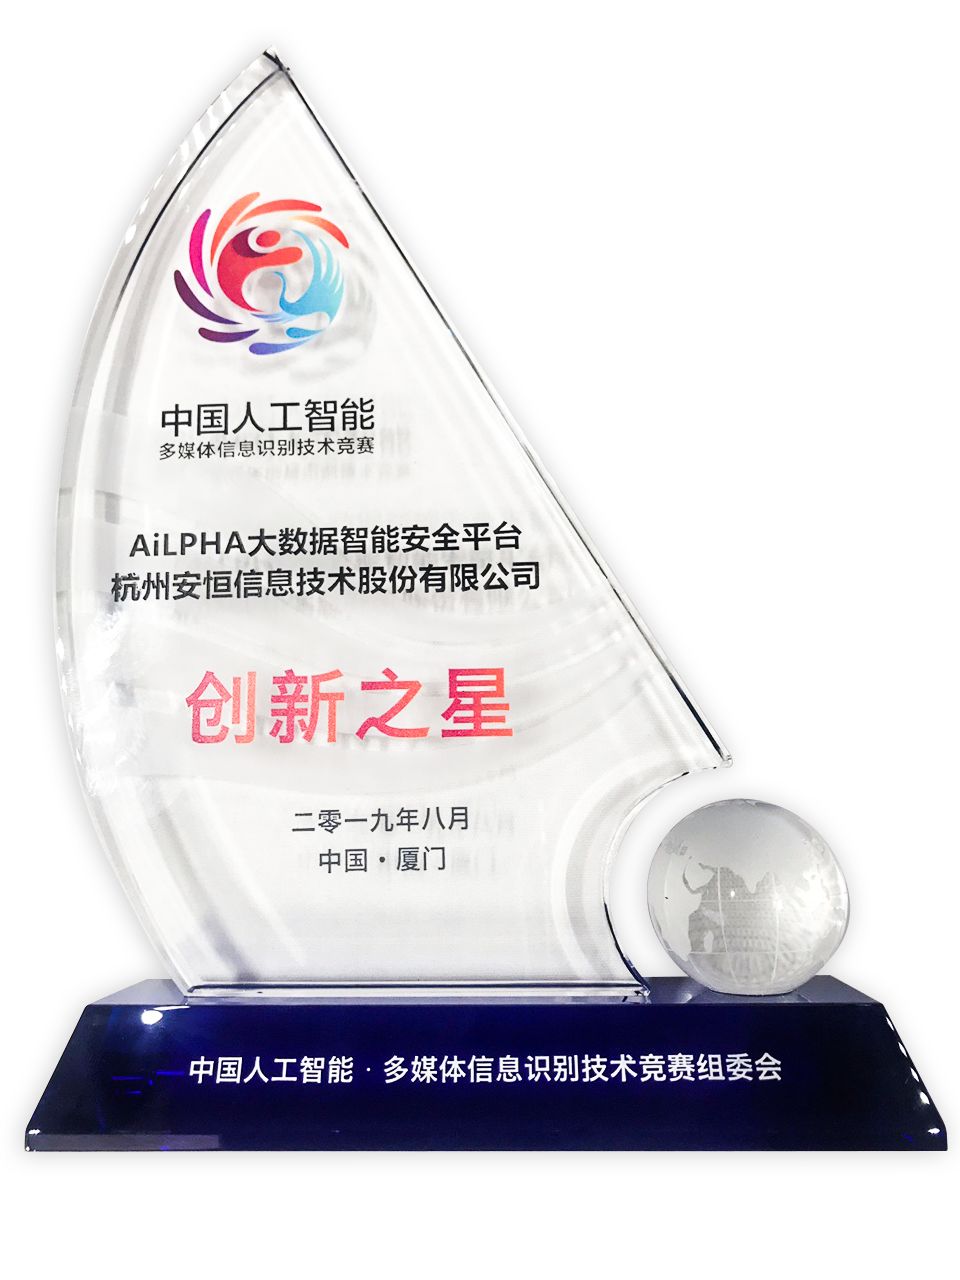 中国人工智能
多媒体信息识别技术竞赛
AiLPHA大数据智能安全平台
杭州安恒信息技术股份有限公司
创新之星
二零一九年八月
中国·厦门
中国人工智能·多媒体信息识别技术竞赛组委会